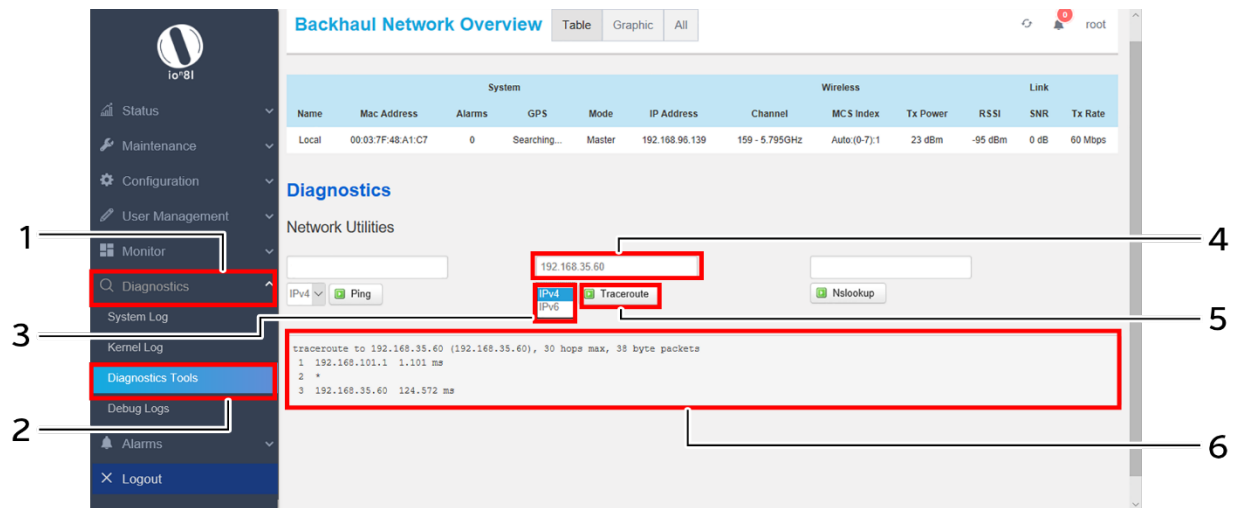 Backhaul Network Overview Table Graphic All 0 root
Status
Maintenance
Configuration
User Management
Monitor
Diagnostics
System Log
Kernel Log
Diagnostics Tools
Debug Logs
Alarms
Logout
System Wireless Link
Name Mac Address Alarms GPS Mode IP Address Channel MCS Index Tx Power RSSI SNR Tx Rate
Local 00:03:7F:48:A1:C7 0 Searching... Master 192.168.96.139 159 - 5.795GHz Auto:(0-7):1 23 dBm -95 dBm 0 dB 60 Mbps
Diagnostics
Network Utilities
192.168.35.60
IPv4 Ping IPv4 Traceroute Nslookup
IPv6
traceroute to 192.168.35.60 (192.168.35.60), 30 hops max, 38 byte packets
1 192.168.101.1 1.101 ms
2 *
3 192.168.35.60 124.572 ms
1
2
3
4
5
6